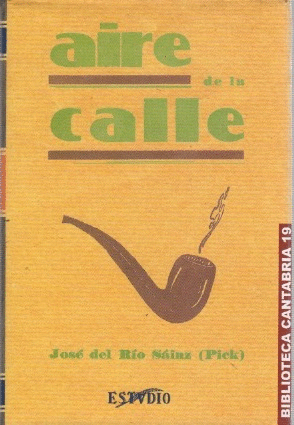 aire
de la
calle
José del Río Sáinz (Pick)
ESTVDIO
BIBLIOTECA CANTABRIA 19